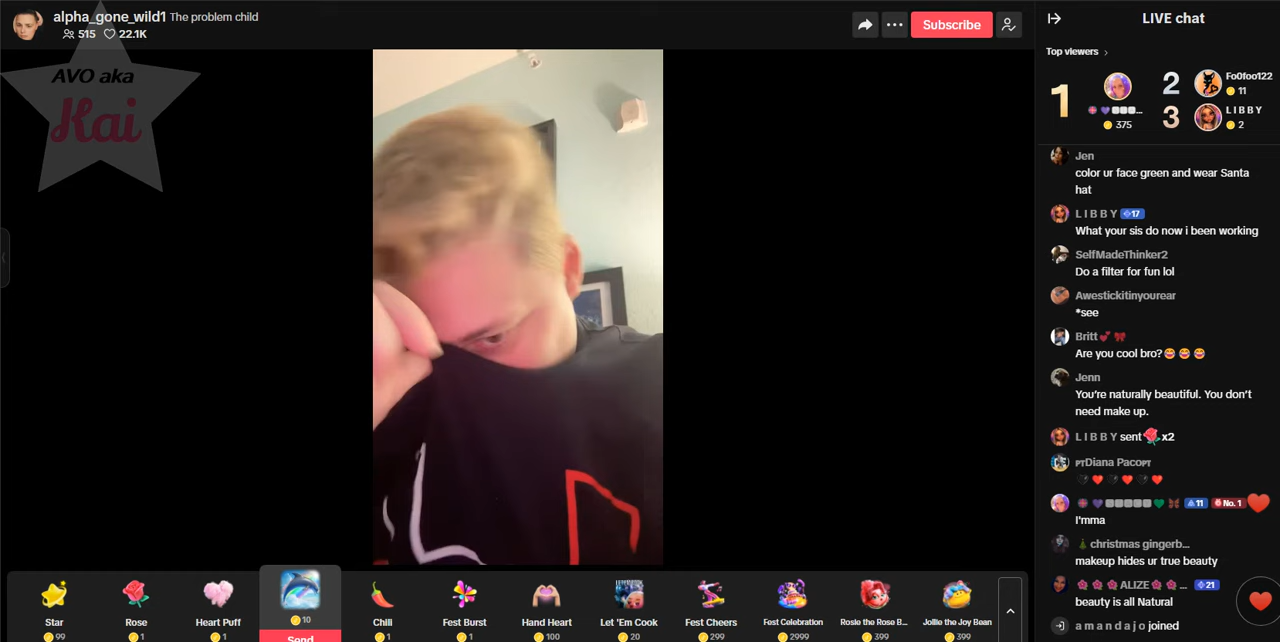 alpha_gone_wild1 The problem child
515 22.1K
Subscribe
AVO aka
Kai
LIVE chat
Top viewers
1
375
2
Fo0foo122
11
3
L I B B Y
2
Jen
color ur face green and wear Santa
hat
L I B B Y 17
What your sis do now i been working
SelfMadeThinker2
Do a filter for fun lol
Awestickitinyourear
*see
Britt
Are you cool bro?
Jenn
You're naturally beautiful. You don't
need make up.
L I B B Y sent x2
PTDiana PacoPT
11 No. 1
I'mma
christmas gingerb...
makeup hides ur true beauty
ALIZE ... 21
beauty is all Natural
a m a n d a j o joined
Star
99
Rose
1
Heart Puff
1
10
Send
Chili
1
Fest Burst
1
Hand Heart
100
Let 'Em Cook
20
Fest Cheers
299
Fest Celebration
2999
Rosie the Rose B...
399
Jollie the Joy Bean
399